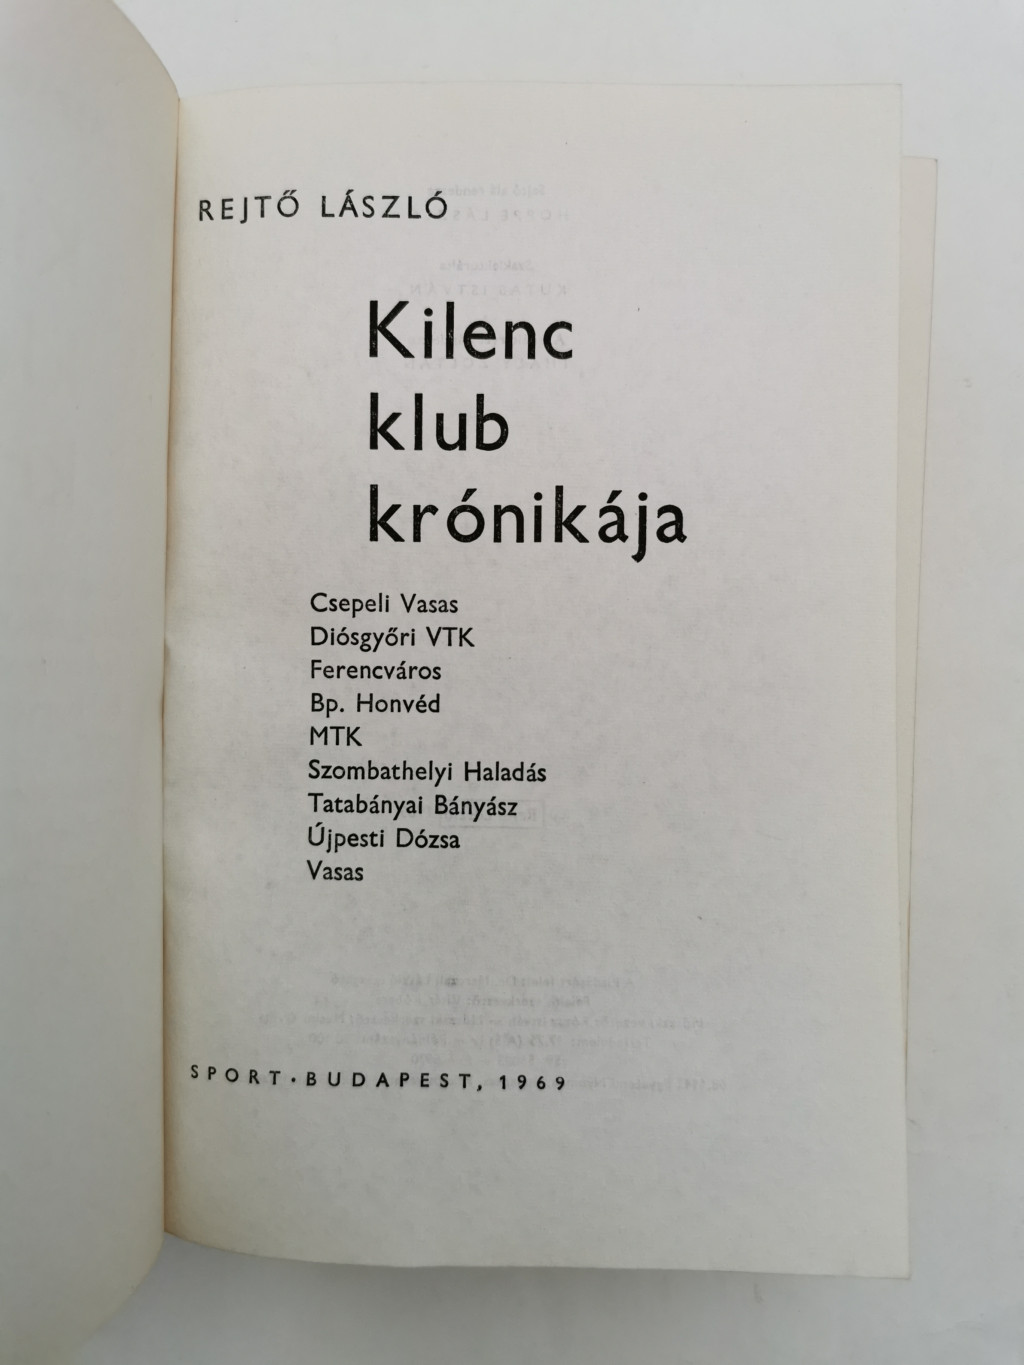 REJTŐ LÁSZLÓ
Kilenc
klub
krónikája
Csepeli Vasas
Diósgyőri VTK
Ferencváros
Bp. Honvéd
MTK
Szombathelyi Haladás
Tatabányai Bányász
Újpesti Dózsa
Vasas
SPORT · BUDAPEST, 1969